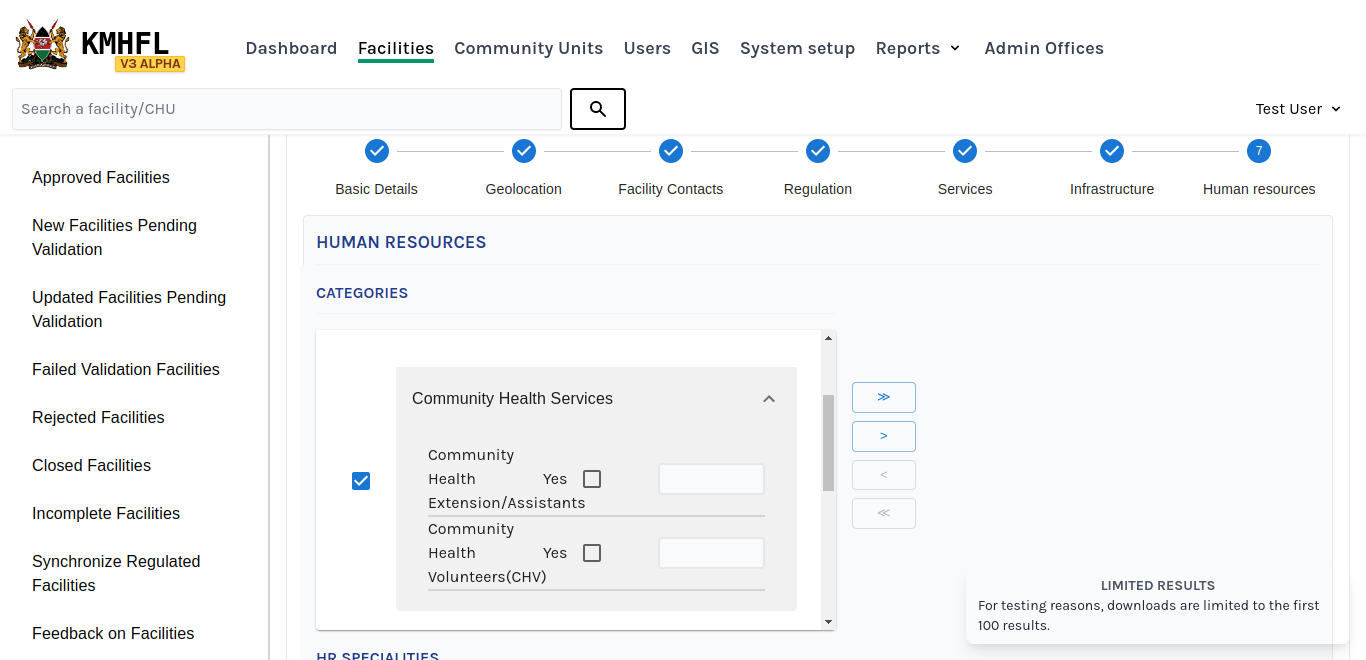 KMHFL
V3 ALPHA
Dashboard Facilities Community Units Users GIS System setup Reports Admin Offices
Search a facility/CHU
Test User
Approved Facilities
New Facilities Pending
Validation
Updated Facilities Pending
Validation
Failed Validation Facilities
Rejected Facilities
Closed Facilities
Incomplete Facilities
Synchronize Regulated
Facilities
Feedback on Facilities
7
Basic Details Geolocation Facility Contacts Regulation Services Infrastructure Human resources
HUMAN RESOURCES
CATEGORIES
Community Health Services
Community
Health Yes
Extension/Assistants
Community
Health Yes
Volunteers(CHV)
≫
>
<
≪
HR SPECIALITIES
LIMITED RESULTS
For testing reasons, downloads are limited to the first
100 results.